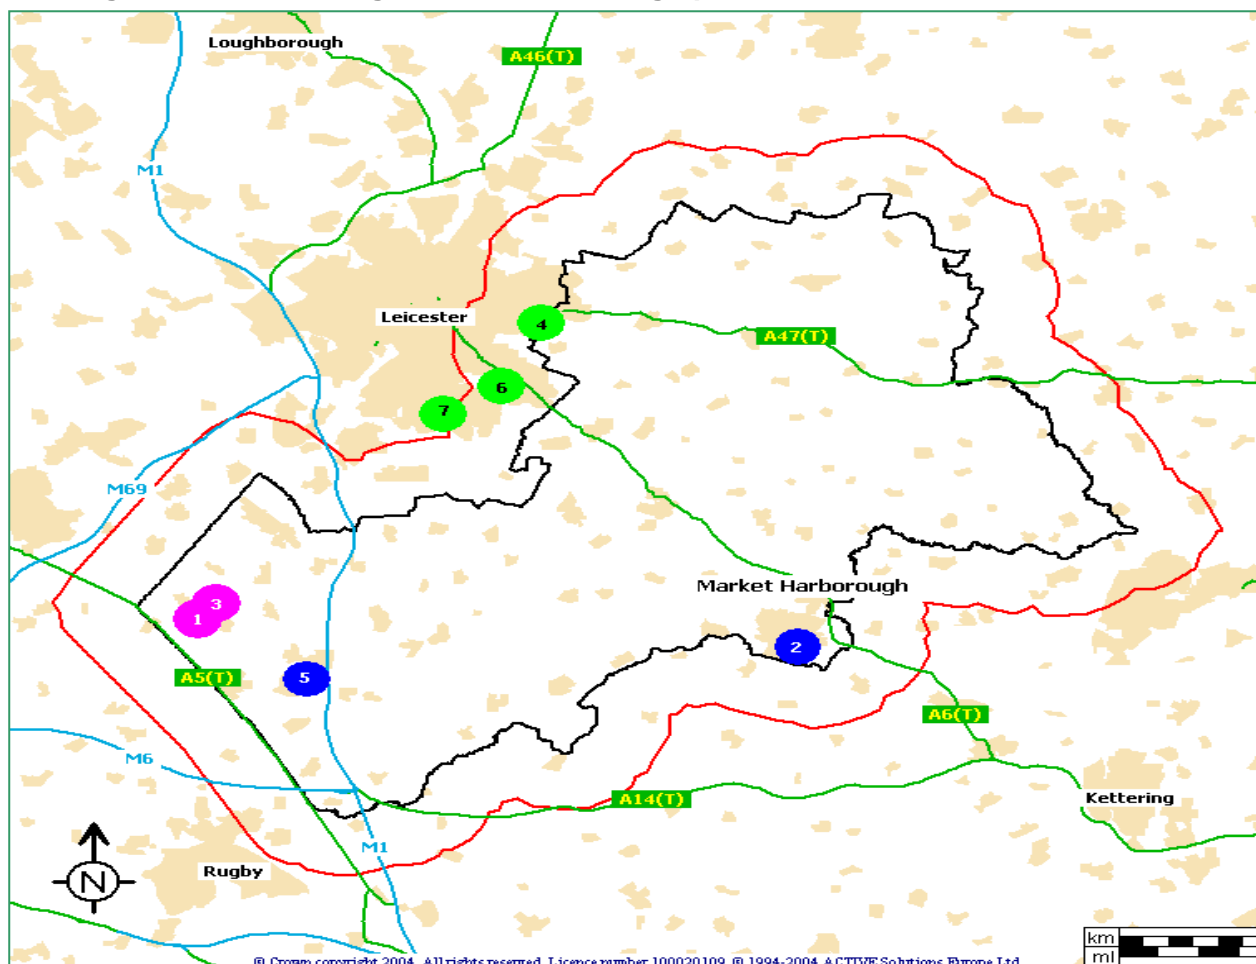 Loughborough
A46(T)
M1
Leicester
4
A47(T)
6
7
M69
Market Harborough
3
1
2
A5(T)
5
A6(T)
M6
A14(T)
Kettering
M1
Rugby
N
km
ml
© Crown copyright 2004. All rights reserved. Licence number 100020109. © 1994-2004 ACTIVE Solutions Europe Ltd